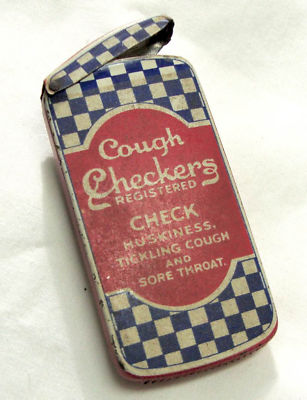 Cough
Checkers
REGISTERED
CHECK
HUSKINESS,
TICKLING COUGH
AND
SORE THROAT.